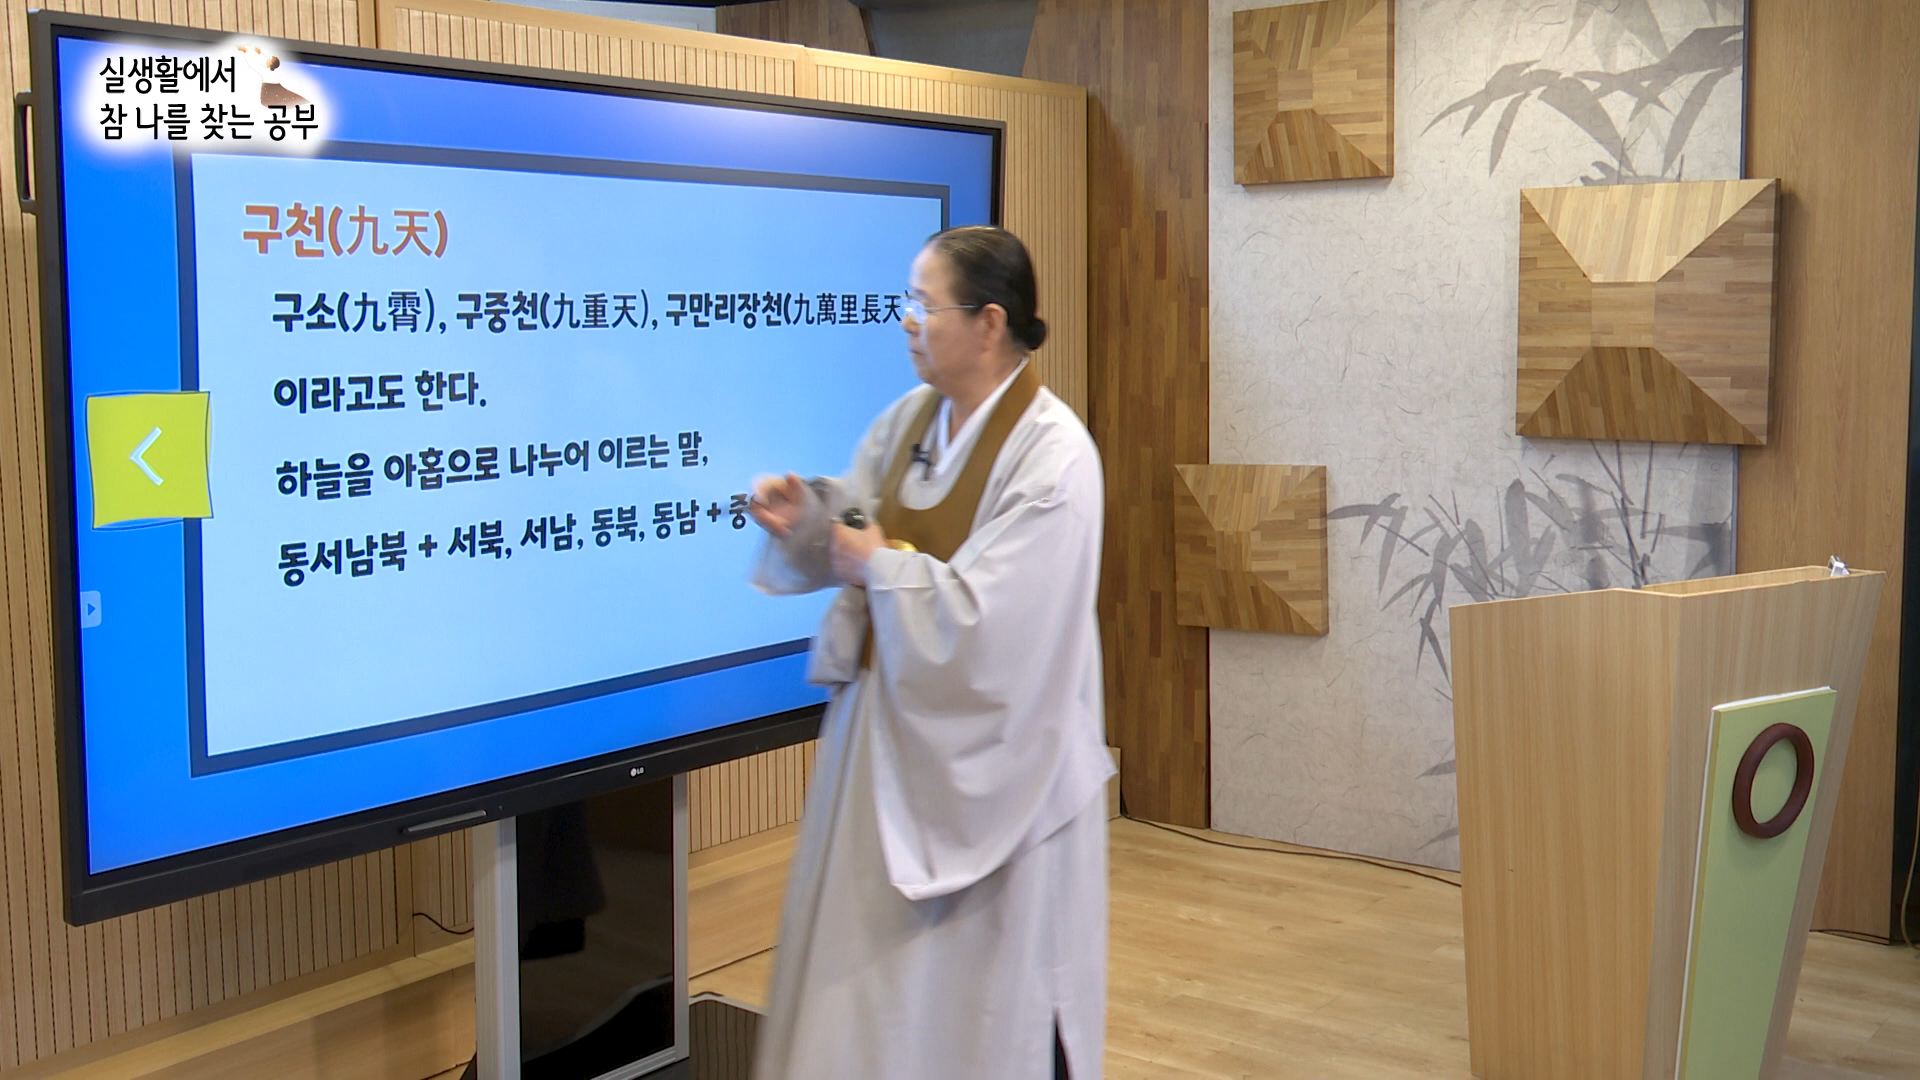 실생활에서
참 나를 찾는 공부
구천(九天)
구소(九霄), 구중천(九重天), 구만리장천(九萬里長天)
이라고도 한다.
하늘을 아홉으로 나누어 이르는 말,
동서남북 + 서북, 서남, 동북, 동남 + 중
LG